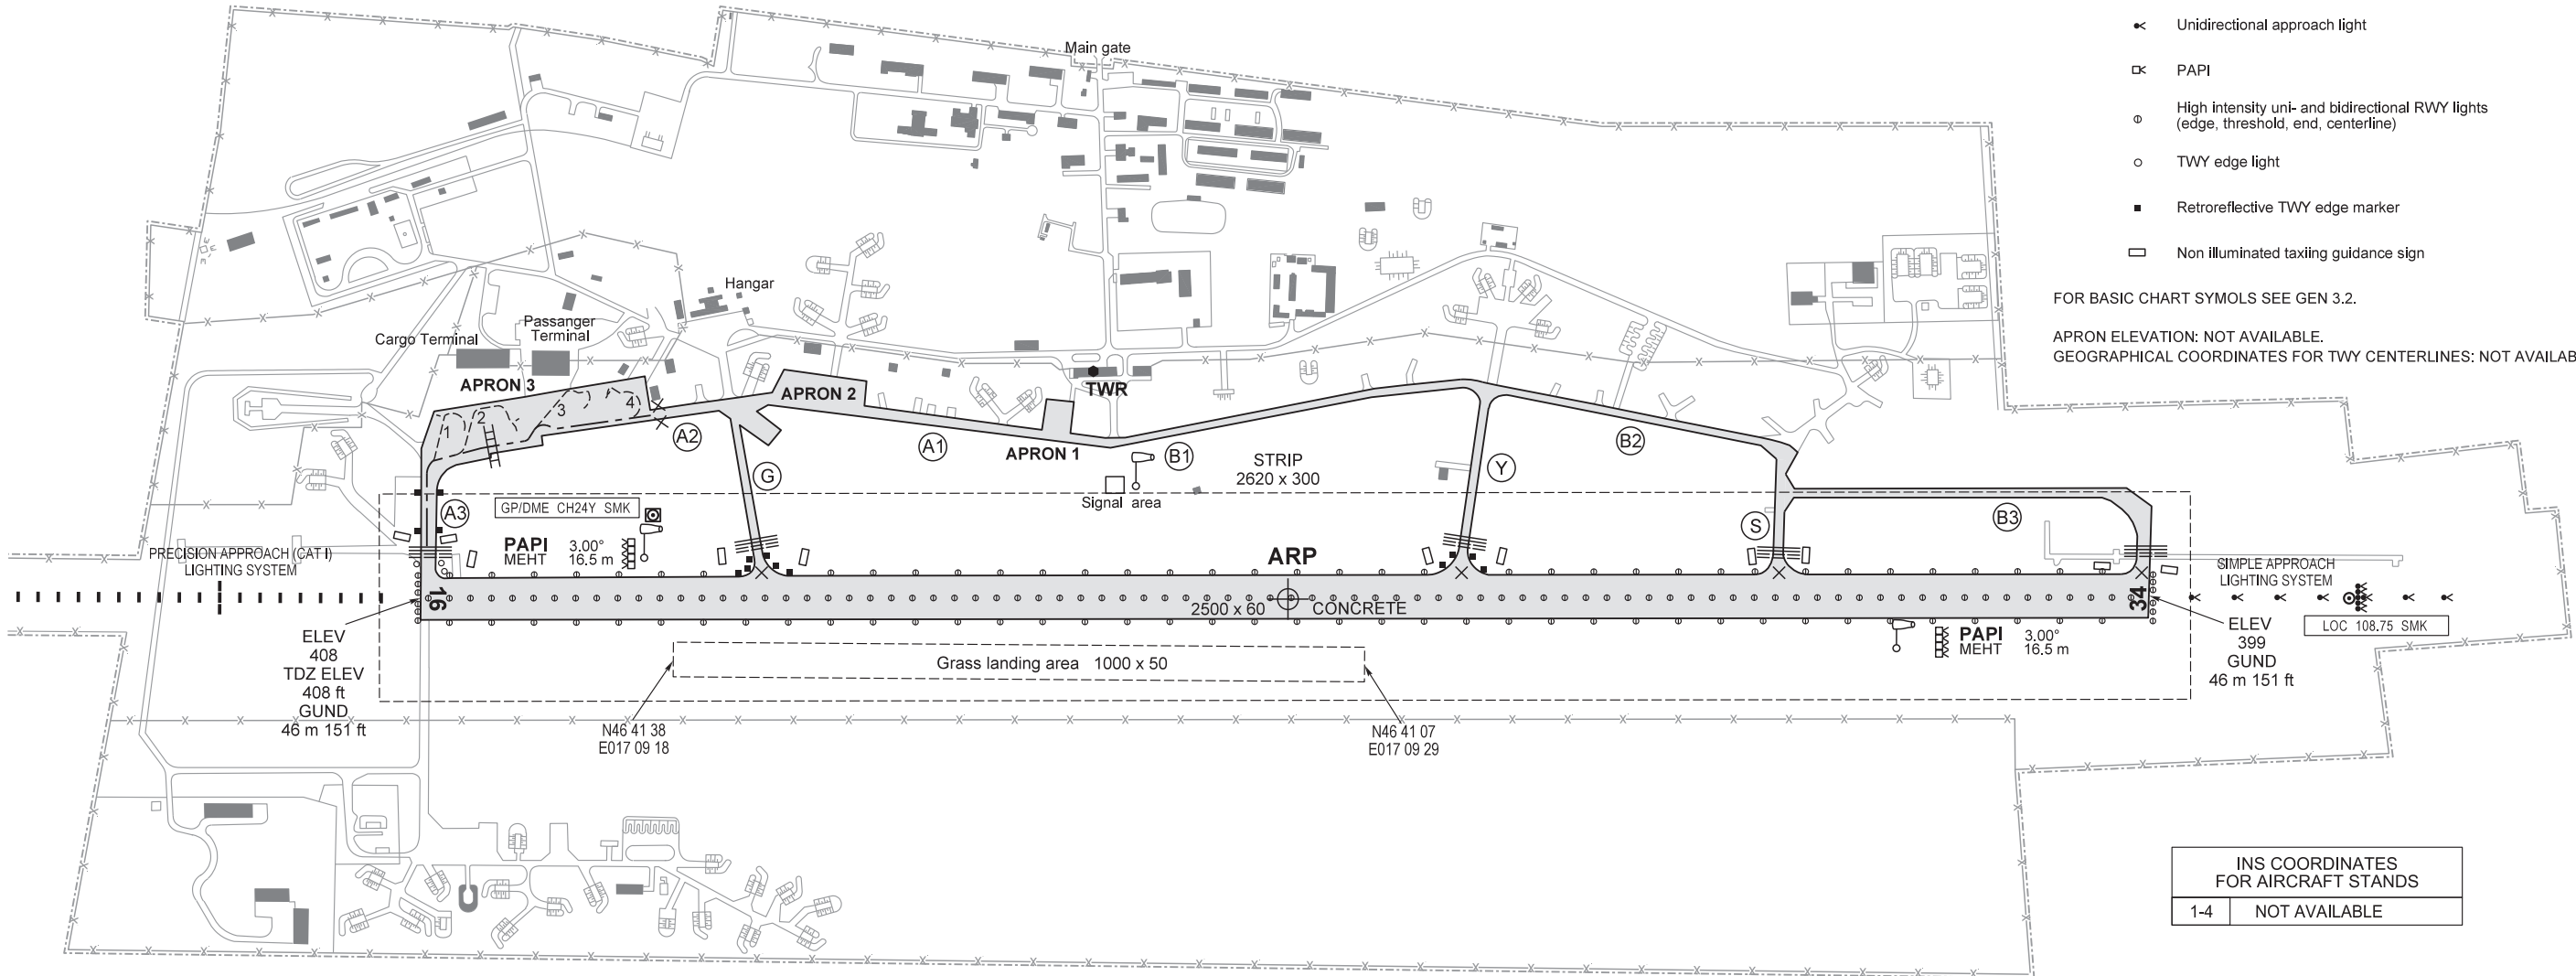 Unidirectional approach light
PAPI
High intensity uni- and bidirectional RWY lights
(edge, threshold, end, centerline)
TWY edge light
Retroreflective TWY edge marker
Non illuminated taxiing guidance sign
FOR BASIC CHART SYMOLS SEE GEN 3.2.
APRON ELEVATION: NOT AVAILABLE.
GEOGRAPHICAL COORDINATES FOR TWY CENTERLINES: NOT AVAILAB
Main gate
Hangar
Passanger
Terminal
Cargo Terminal
APRON 3
1
2
3
4
A2
APRON 2
TWR
A1
APRON 1
B1
Signal area
STRIP
2620 x 300
B2
Y
G
A3
S
B3
GP/DME CH24Y SMK
PAPI 3.00°
MEHT 16.5 m
PRECISION APPROACH (CAT I)
LIGHTING SYSTEM
ARP
SIMPLE APPROACH
LIGHTING SYSTEM
16
2500 x 60 CONCRETE
34
LOC 108.75 SMK
ELEV
408
TDZ ELEV
408 ft
GUND
46 m 151 ft
Grass landing area 1000 x 50
PAPI 3.00°
MEHT 16.5 m
ELEV
399
GUND
46 m 151 ft
N46 41 38
E017 09 18
N46 41 07
E017 09 29
INS COORDINATES
FOR AIRCRAFT STANDS
1-4 NOT AVAILABLE